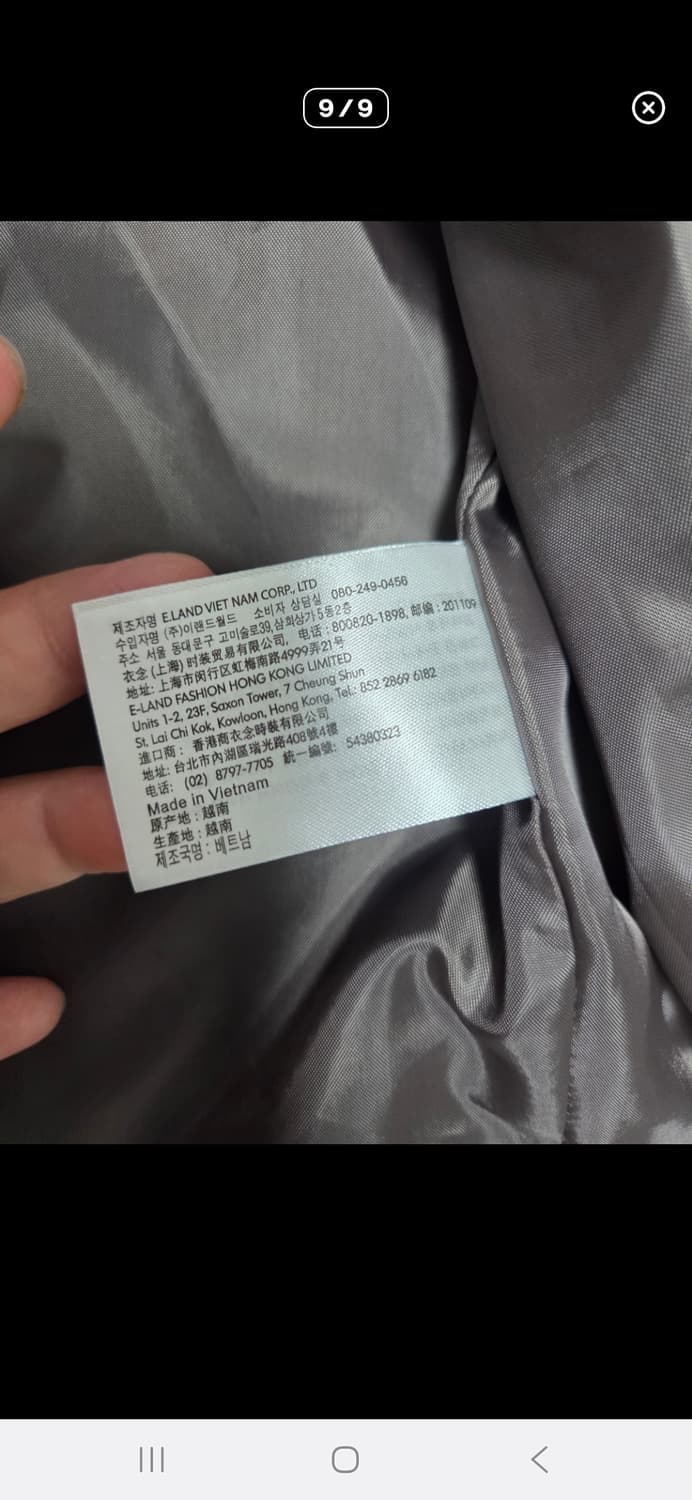 9/9
제조자명 E.LAND VIET NAM CORP., LTD
수입자명 (주)이랜드월드 소비자 상담실 080-249-0456
주소 서울 동대문구 고미술로39,삼희상가5동2층
衣念 (上海) 时装贸易有限公司, 电话 : 800820-1898, 邮编 : 201109
地址: 上海市闵行区虹梅南路4999弄21号
E-LAND FASHION HONG KONG LIMITED
Units 1-2, 23F, Saxon Tower, 7 Cheung Shun
St. Lai Chi Kok, Kowloon, Hong Kong, Tel.: 852 2869 6182
進口商 : 香港商衣念時裝有限公司
地址: 台北市內湖區瑞光路408號4樓
电话: (02) 8797-7705 統一編號: 54380323
Made in Vietnam
原产地 : 越南
生產地 : 越南
제조국명 : 베트남